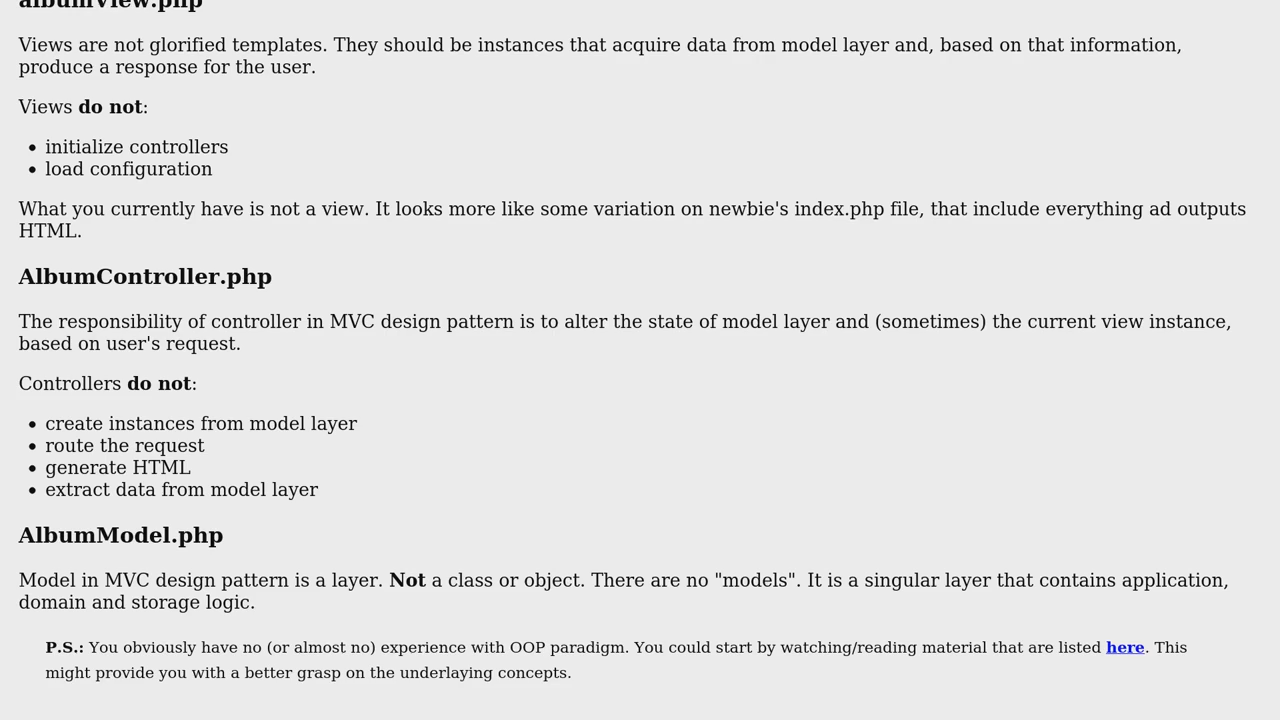 albumView.php
Views are not glorified templates. They should be instances that acquire data from model layer and, based on that information,
produce a response for the user.
Views do not:
• initialize controllers
• load configuration
What you currently have is not a view. It looks more like some variation on newbie's index.php file, that include everything ad outputs
HTML.
AlbumController.php
The responsibility of controller in MVC design pattern is to alter the state of model layer and (sometimes) the current view instance,
based on user's request.
Controllers do not:
• create instances from model layer
• route the request
• generate HTML
• extract data from model layer
AlbumModel.php
Model in MVC design pattern is a layer. Not a class or object. There are no "models". It is a singular layer that contains application,
domain and storage logic.
P.S.: You obviously have no (or almost no) experience with OOP paradigm. You could start by watching/reading material that are listed here. This
might provide you with a better grasp on the underlaying concepts.